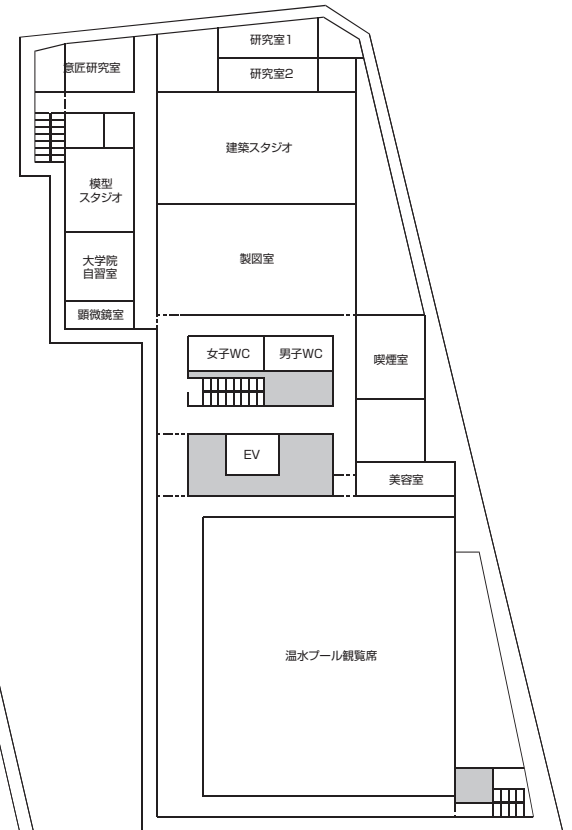 研究室1
意匠研究室
研究室2
建築スタジオ
模型
スタジオ
大学院
自習室
製図室
顕微鏡室
女子WC
男子WC
喫煙室
EV
美容室
温水プール観覧席